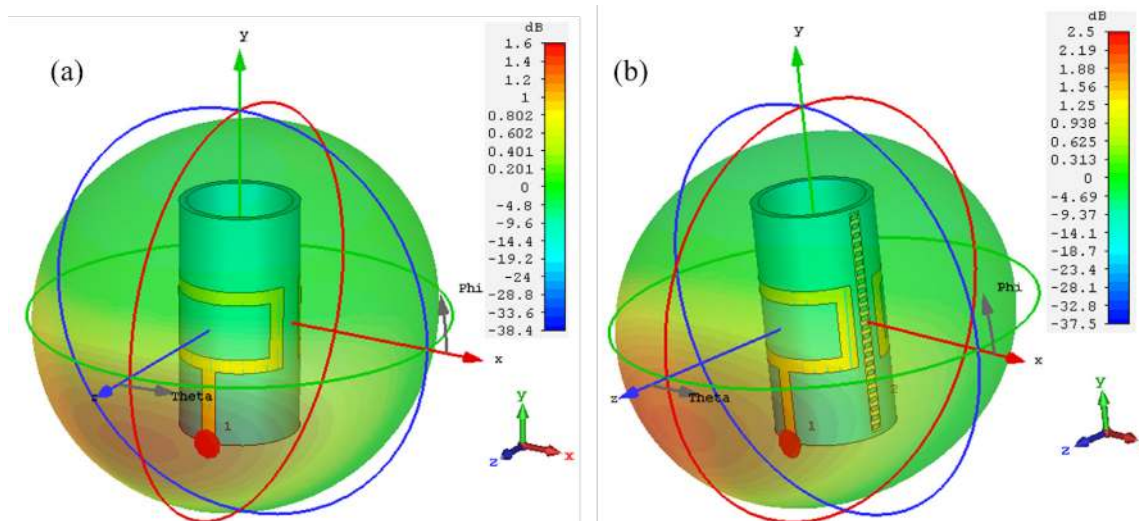 (a)
y
x
z
Phi
Theta
1
dB
1.6
1.4
1.2
1
0.802
0.602
0.401
0.201
0
-4.8
-9.6
-14.4
-19.2
-24
-28.8
-33.6
-38.4
y
z
x
(b)
y
x
z
Phi
Theta
1
2
dB
2.5
2.19
1.88
1.56
1.25
0.938
0.625
0.313
0
-4.69
-9.37
-14.1
-18.7
-23.4
-28.1
-32.8
-37.5
y
z